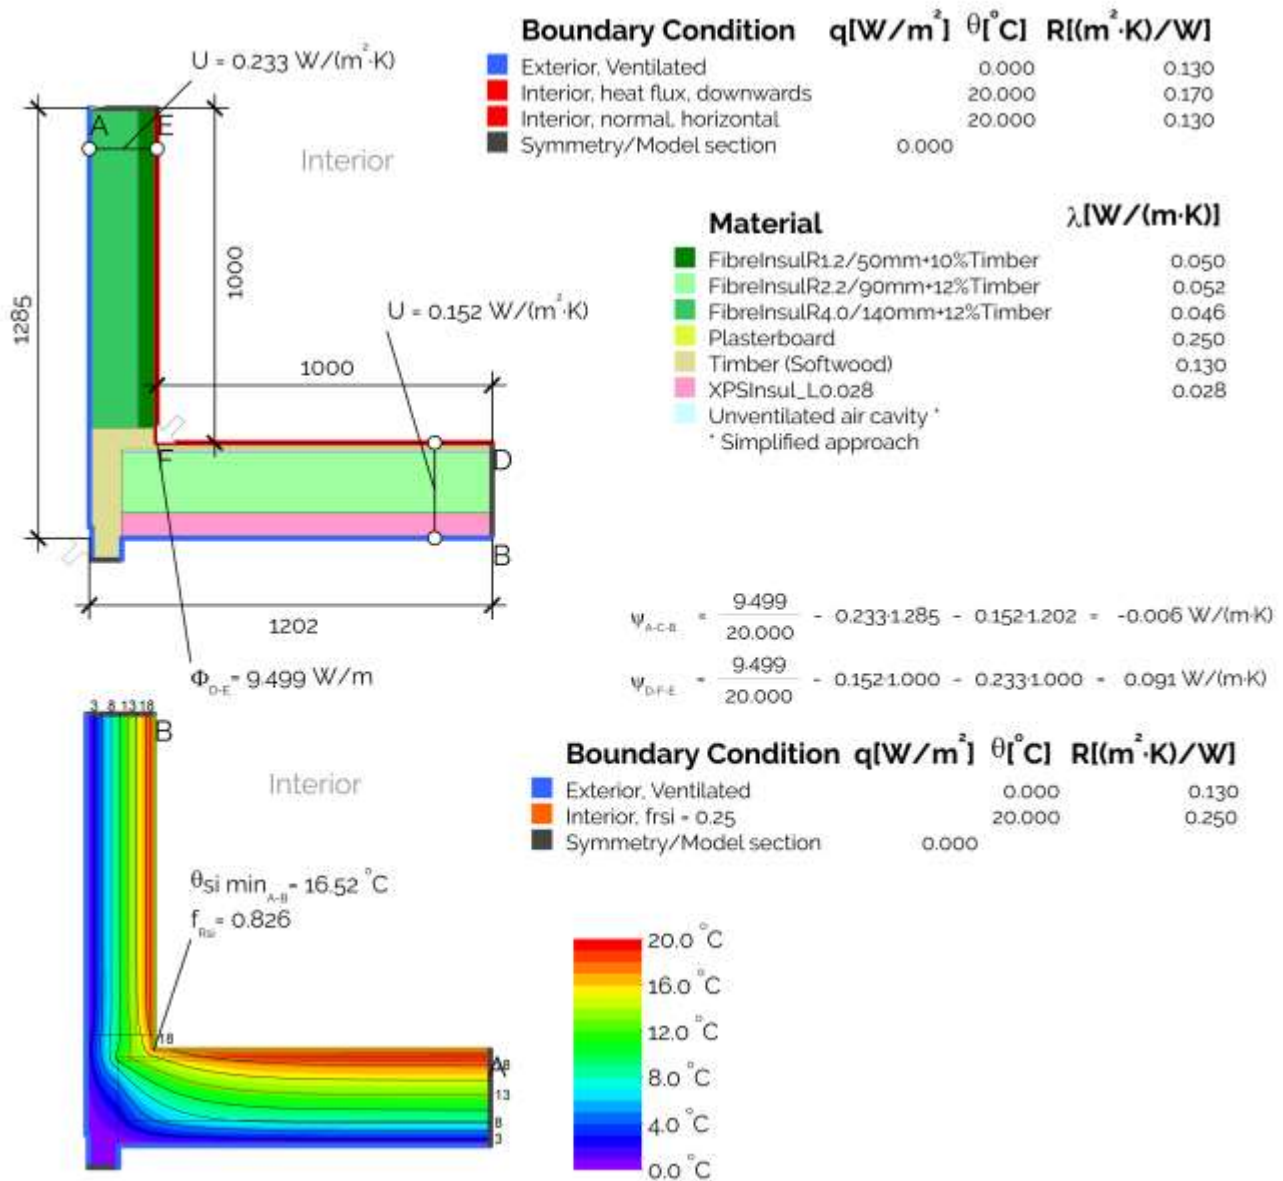 Boundary Condition q[W/m²] θ[°C] R[(m²·K)/W]
Exterior, Ventilated 0.000 0.130
Interior, heat flux, downwards 20.000 0.170
Interior, normal, horizontal 20.000 0.130
Symmetry/Model section 0.000
U = 0.233 W/(m²·K)
A E
Interior
1285
1000
U = 0.152 W/(m²·K)
1000
F
D
B
1202
ΦD-E= 9.499 W/m
Material λ[W/(m·K)]
FibreInsulR1.2/50mm+10%Timber 0.050
FibreInsulR2.2/90mm+12%Timber 0.052
FibreInsulR4.0/140mm+12%Timber 0.046
Plasterboard 0.250
Timber (Softwood) 0.130
XPSInsul_L0.028 0.028
Unventilated air cavity *
* Simplified approach
ψA-C-B = 9.499 / 20.000 - 0.233·1.285 - 0.152·1.202 = -0.006 W/(m·K)
ψD-F-E = 9.499 / 20.000 - 0.152·1.000 - 0.233·1.000 = 0.091 W/(m·K)
Boundary Condition q[W/m²] θ[°C] R[(m²·K)/W]
Exterior, Ventilated 0.000 0.130
Interior, frsi = 0.25 20.000 0.250
Symmetry/Model section 0.000
3 8 13 18
B
Interior
θSi minA-B= 16.52 °C
fRsi= 0.826
18
A
18
13
8
3
20.0 °C
16.0 °C
12.0 °C
8.0 °C
4.0 °C
0.0 °C